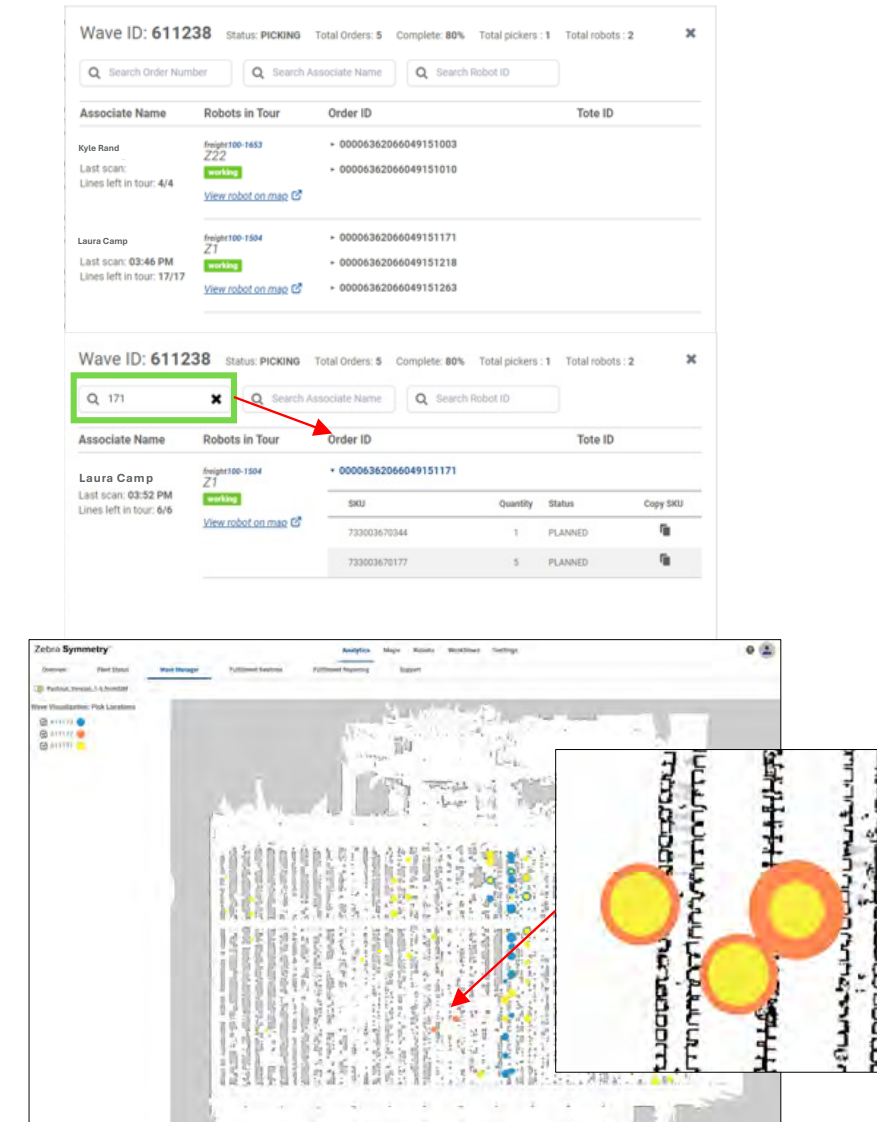 Wave ID: 611238 Status: PICKING Total Orders: 5 Complete: 80% Total pickers : 1 Total robots : 2
Search Order Number Search Associate Name Search Robot ID
Associate Name Robots in Tour Order ID Tote ID
Kyle Rand freight100-1653 00006362066049151003
Z22
Last scan: working 00006362066049151010
Lines left in tour: 4/4
View robot on map
Laura Camp freight100-1504 00006362066049151171
Z1
Last scan: 03:46 PM working 00006362066049151218
Lines left in tour: 17/17
View robot on map 00006362066049151263
Wave ID: 611238 Status: PICKING Total Orders: 5 Complete: 80% Total pickers : 1 Total robots : 2
171 Search Associate Name Search Robot ID
Associate Name Robots in Tour Order ID Tote ID
Laura Camp freight100-1504 00006362066049151171
Z1
Last scan: 03:52 PM working SKU Quantity Status Copy SKU
Lines left in tour: 6/6
View robot on map 733003670344 1 PLANNED
733003670177 5 PLANNED
Zebra Symmetry Analytics Maps Robots Workflows Settings
Overview Fleet Status Wave Manager Fulfillment Realtime Fulfillment Reporting Support
Wave Visualization: Pick Locations